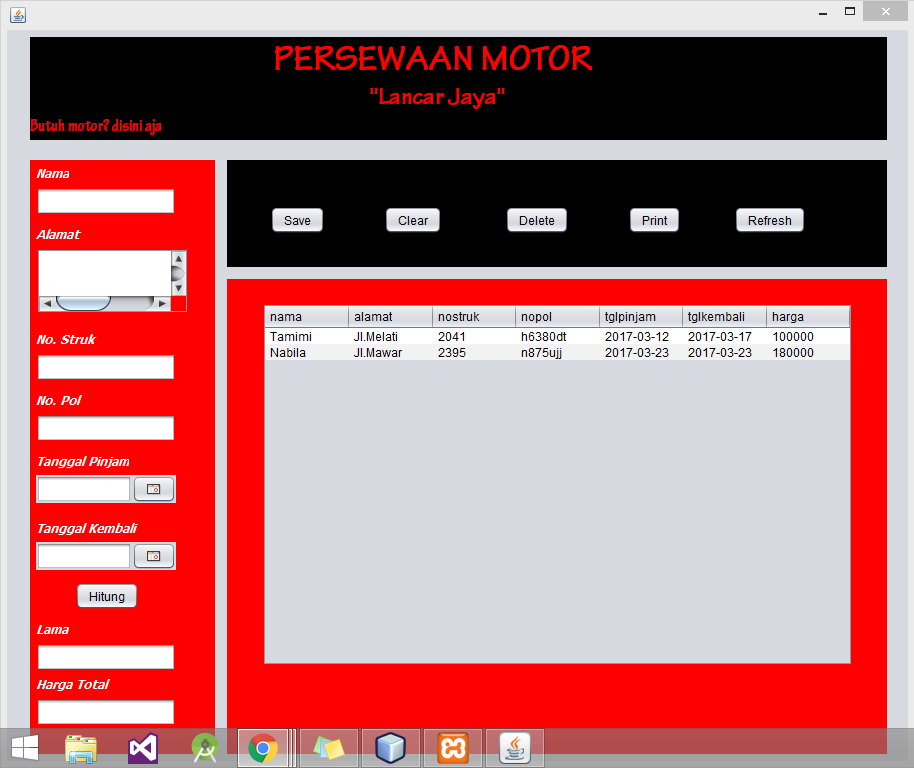 PERSEWAAN MOTOR
"Lancar Jaya"
Butuh motor? disini aja
Nama
Alamat
No. Struk
No. Pol
Tanggal Pinjam
Tanggal Kembali
Hitung
Lama
Harga Total
Save Clear Delete Print Refresh
nama alamat nostruk nopol tglpinjam tglkembali harga
Tamimi Jl.Melati 2041 h6380dt 2017-03-12 2017-03-17 100000
Nabila Jl.Mawar 2395 n875ujj 2017-03-23 2017-03-23 180000